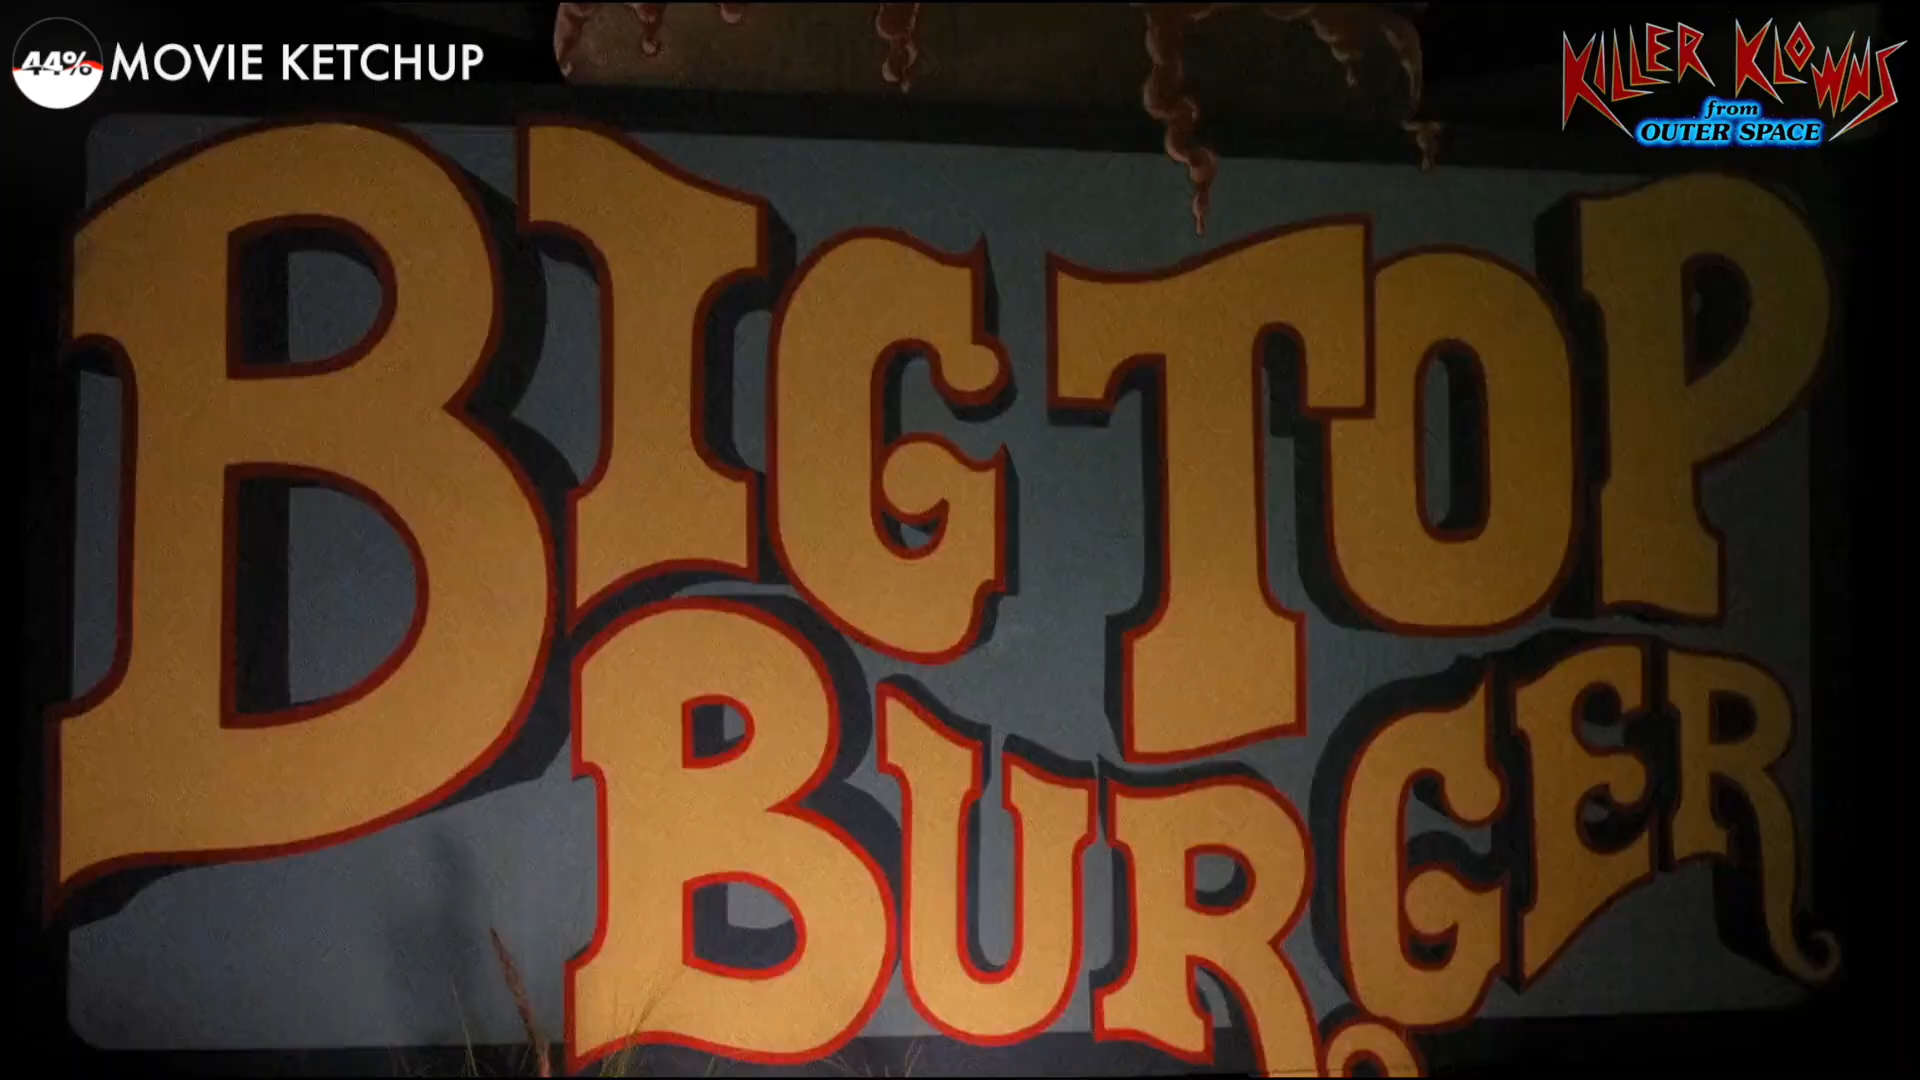 44% MOVIE KETCHUP
KILLER KLOWNS
from
OUTER SPACE
BIG TOP
BURGER